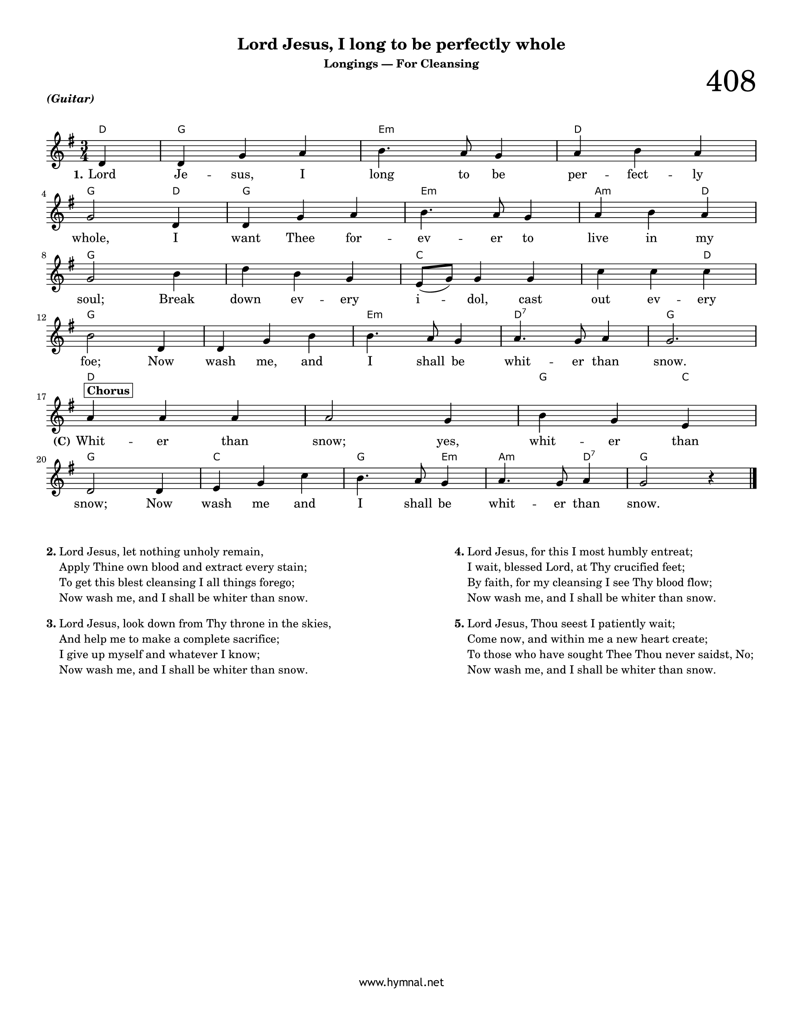 Lord Jesus, I long to be perfectly whole
Longings — For Cleansing
408
(Guitar)
D G Em D
3
4
1. Lord Je - sus, I long to be per - fect - ly
4
G D G Em Am D
whole, I want Thee for - ev - er to live in my
8
G C D
soul; Break down ev - ery i - dol, cast out ev - ery
12
G Em D7 G
foe; Now wash me, and I shall be whit - er than snow.
D G C
Chorus
17
(C) Whit - er than snow; yes, whit - er than
20
G C G Em Am D7 G
snow; Now wash me and I shall be whit - er than snow.
2. Lord Jesus, let nothing unholy remain,
Apply Thine own blood and extract every stain;
To get this blest cleansing I all things forego;
Now wash me, and I shall be whiter than snow.
3. Lord Jesus, look down from Thy throne in the skies,
And help me to make a complete sacrifice;
I give up myself and whatever I know;
Now wash me, and I shall be whiter than snow.
4. Lord Jesus, for this I most humbly entreat;
I wait, blessed Lord, at Thy crucified feet;
By faith, for my cleansing I see Thy blood flow;
Now wash me, and I shall be whiter than snow.
5. Lord Jesus, Thou seest I patiently wait;
Come now, and within me a new heart create;
To those who have sought Thee Thou never saidst, No;
Now wash me, and I shall be whiter than snow.
www.hymnal.net